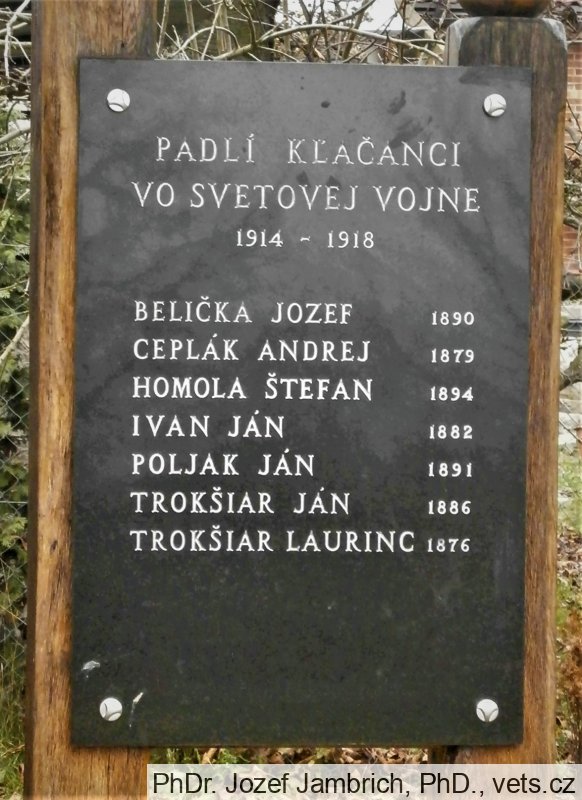 PADLÍ KĽAČANCI
VO SVETOVEJ VOJNE
1914 - 1918
BELIČKA JOZEF 1890
CEPLÁK ANDREJ 1879
HOMOLA ŠTEFAN 1894
IVAN JÁN 1882
POLJAK JÁN 1891
TROKŠIAR JÁN 1886
TROKŠIAR LAURINC 1876
PhDr. Jozef Jambrich, PhD., vets.cz